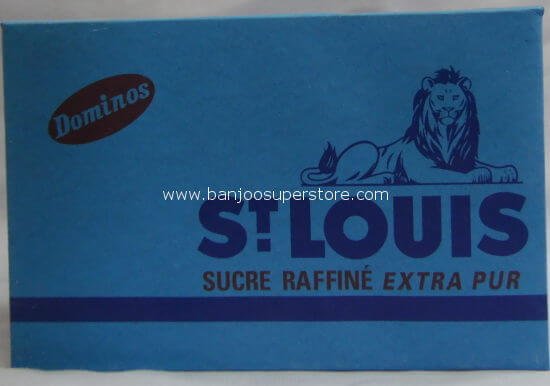 Dominos
www.banjoosuperstore.com
ST LOUIS
SUCRE RAFFINÉ EXTRA PUR